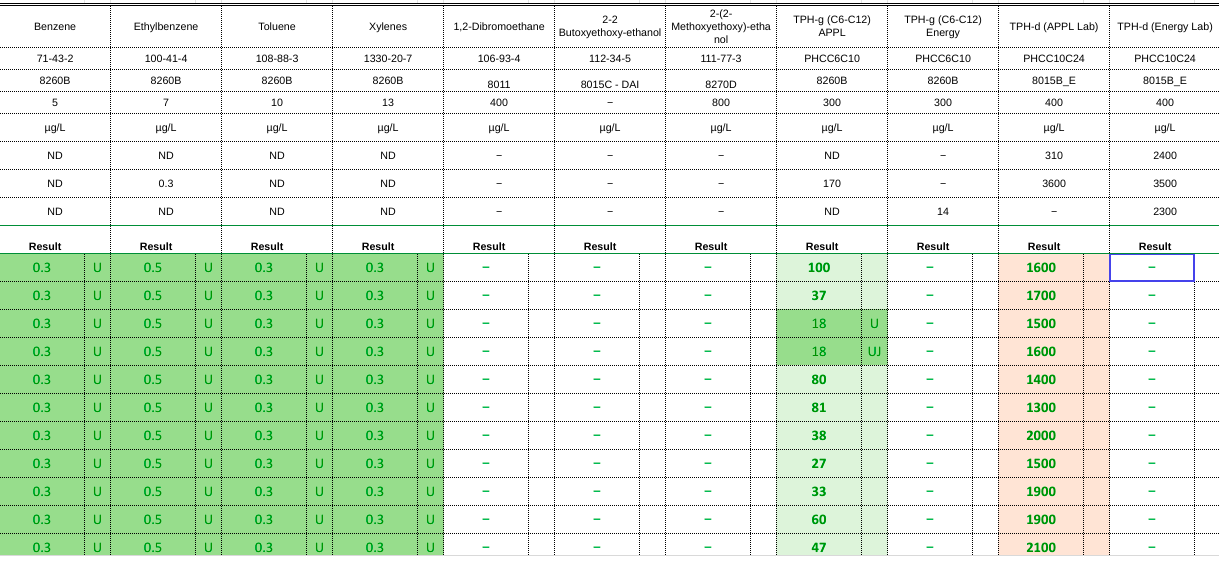 Benzene Ethylbenzene Toluene Xylenes 1,2-Dibromoethane 2-2 Butoxyethoxy-ethanol 2-(2-Methoxyethoxy)-ethanol TPH-g (C6-C12) APPL TPH-g (C6-C12) Energy TPH-d (APPL Lab) TPH-d (Energy Lab)
71-43-2 100-41-4 108-88-3 1330-20-7 106-93-4 112-34-5 111-77-3 PHCC6C10 PHCC6C10 PHCC10C24 PHCC10C24
8260B 8260B 8260B 8260B 8011 8015C - DAI 8270D 8260B 8260B 8015B_E 8015B_E
5 7 10 13 400 – 800 300 300 400 400
µg/L µg/L µg/L µg/L µg/L µg/L µg/L µg/L µg/L µg/L µg/L
ND ND ND ND – – – ND – 310 2400
ND 0.3 ND ND – – – 170 – 3600 3500
ND ND ND ND – – – ND 14 – 2300
Result Result Result Result Result Result Result Result Result Result Result
0.3 U 0.5 U 0.3 U 0.3 U – – – 100 – 1600 –
0.3 U 0.5 U 0.3 U 0.3 U – – – 37 – 1700 –
0.3 U 0.5 U 0.3 U 0.3 U – – – 18 U – 1500 –
0.3 U 0.5 U 0.3 U 0.3 U – – – 18 UJ – 1600 –
0.3 U 0.5 U 0.3 U 0.3 U – – – 80 – 1400 –
0.3 U 0.5 U 0.3 U 0.3 U – – – 81 – 1300 –
0.3 U 0.5 U 0.3 U 0.3 U – – – 38 – 2000 –
0.3 U 0.5 U 0.3 U 0.3 U – – – 27 – 1500 –
0.3 U 0.5 U 0.3 U 0.3 U – – – 33 – 1900 –
0.3 U 0.5 U 0.3 U 0.3 U – – – 60 – 1900 –
0.3 U 0.5 U 0.3 U 0.3 U – – – 47 – 2100 –